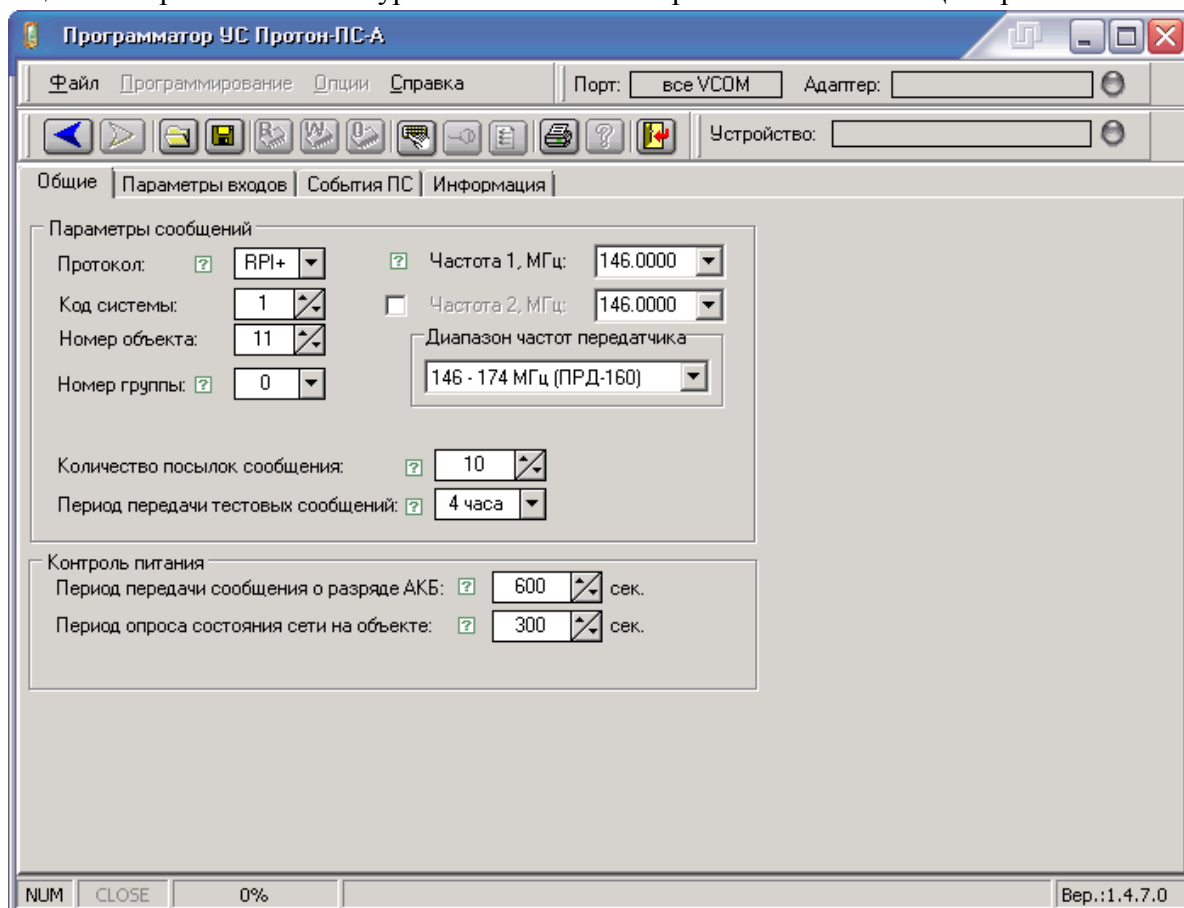 Программатор УС Протон-ПС-А
Файл Программирование Опции Справка Порт: все VCOM Адаптер:
Устройство:
Общие Параметры входов События ПС Информация
Параметры сообщений
Протокол: ? RPI+ ? Частота 1, МГц: 146.0000
Код системы: 1 Частота 2, МГц: 146.0000
Номер объекта: 11 Диапазон частот передатчика
Номер группы: ? 0 146 - 174 МГц (ПРД-160)
Количество посылок сообщения: ? 10
Период передачи тестовых сообщений: ? 4 часа
Контроль питания
Период передачи сообщения о разряде АКБ: ? 600 сек.
Период опроса состояния сети на объекте: ? 300 сек.
NUM CLOSE 0% Вер.:1.4.7.0